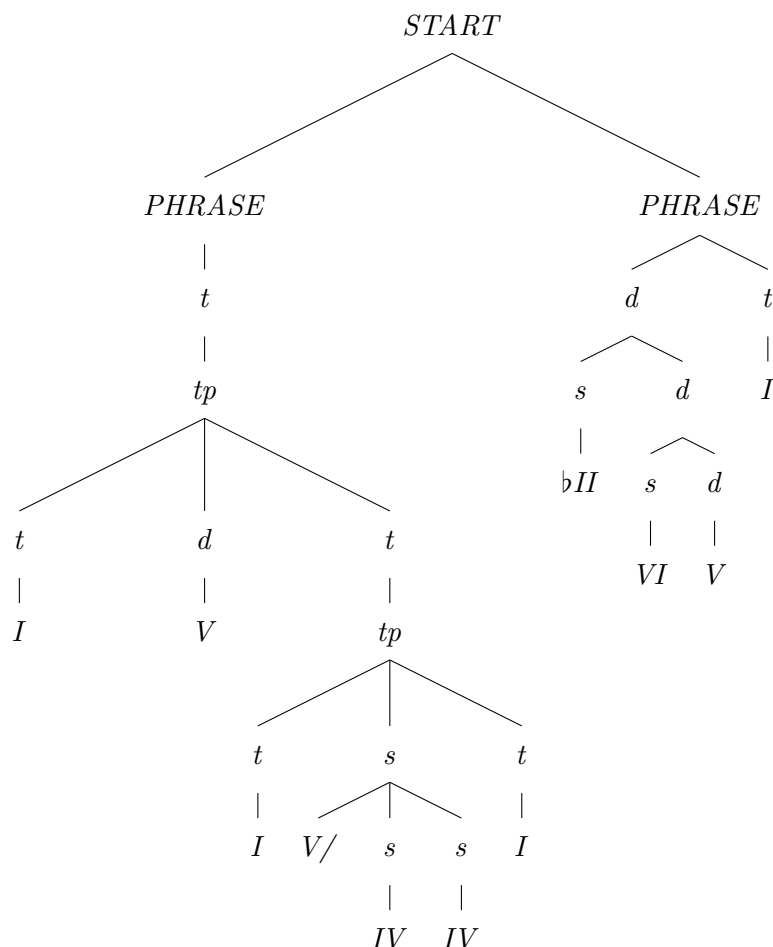 START
PHRASE PHRASE
t d t
tp s d I
♭II s d
t d t VI V
I V tp
t s t
I V/ s s I
IV IV